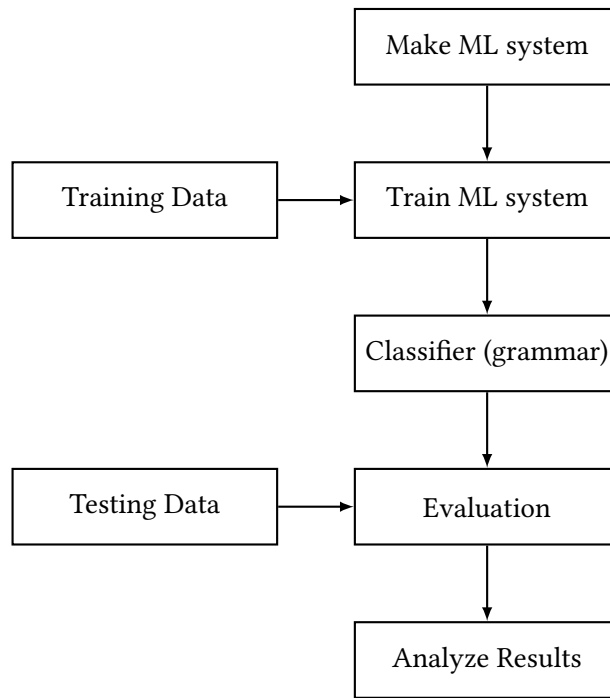 Make ML system
Training Data
Train ML system
Classifier (grammar)
Testing Data
Evaluation
Analyze Results